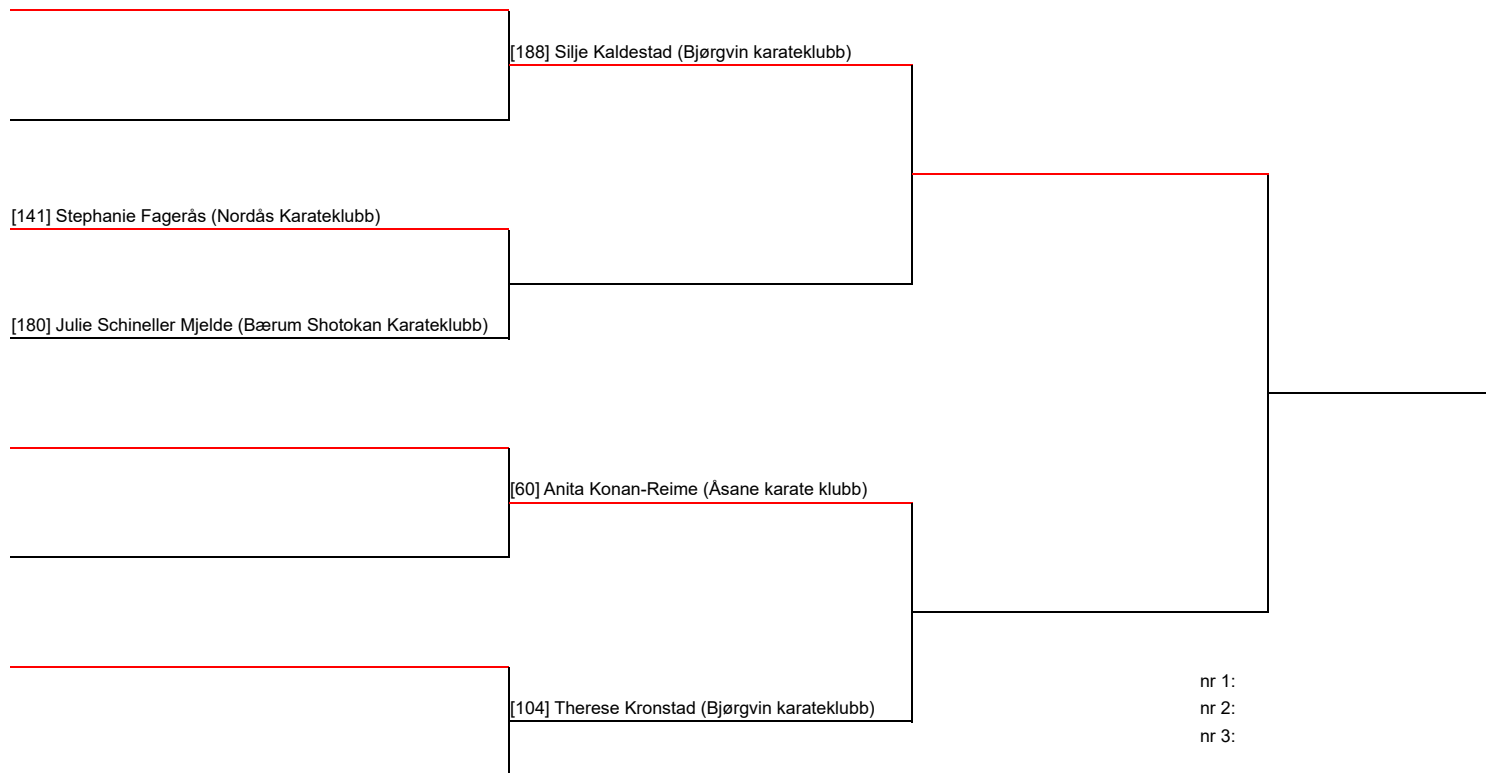 [188] Silje Kaldestad (Bjørgvin karateklubb)
[141] Stephanie Fagerås (Nordås Karateklubb)
[180] Julie Schineller Mjelde (Bærum Shotokan Karateklubb)
[60] Anita Konan-Reime (Åsane karate klubb)
[104] Therese Kronstad (Bjørgvin karateklubb)
nr 1:
nr 2:
nr 3: